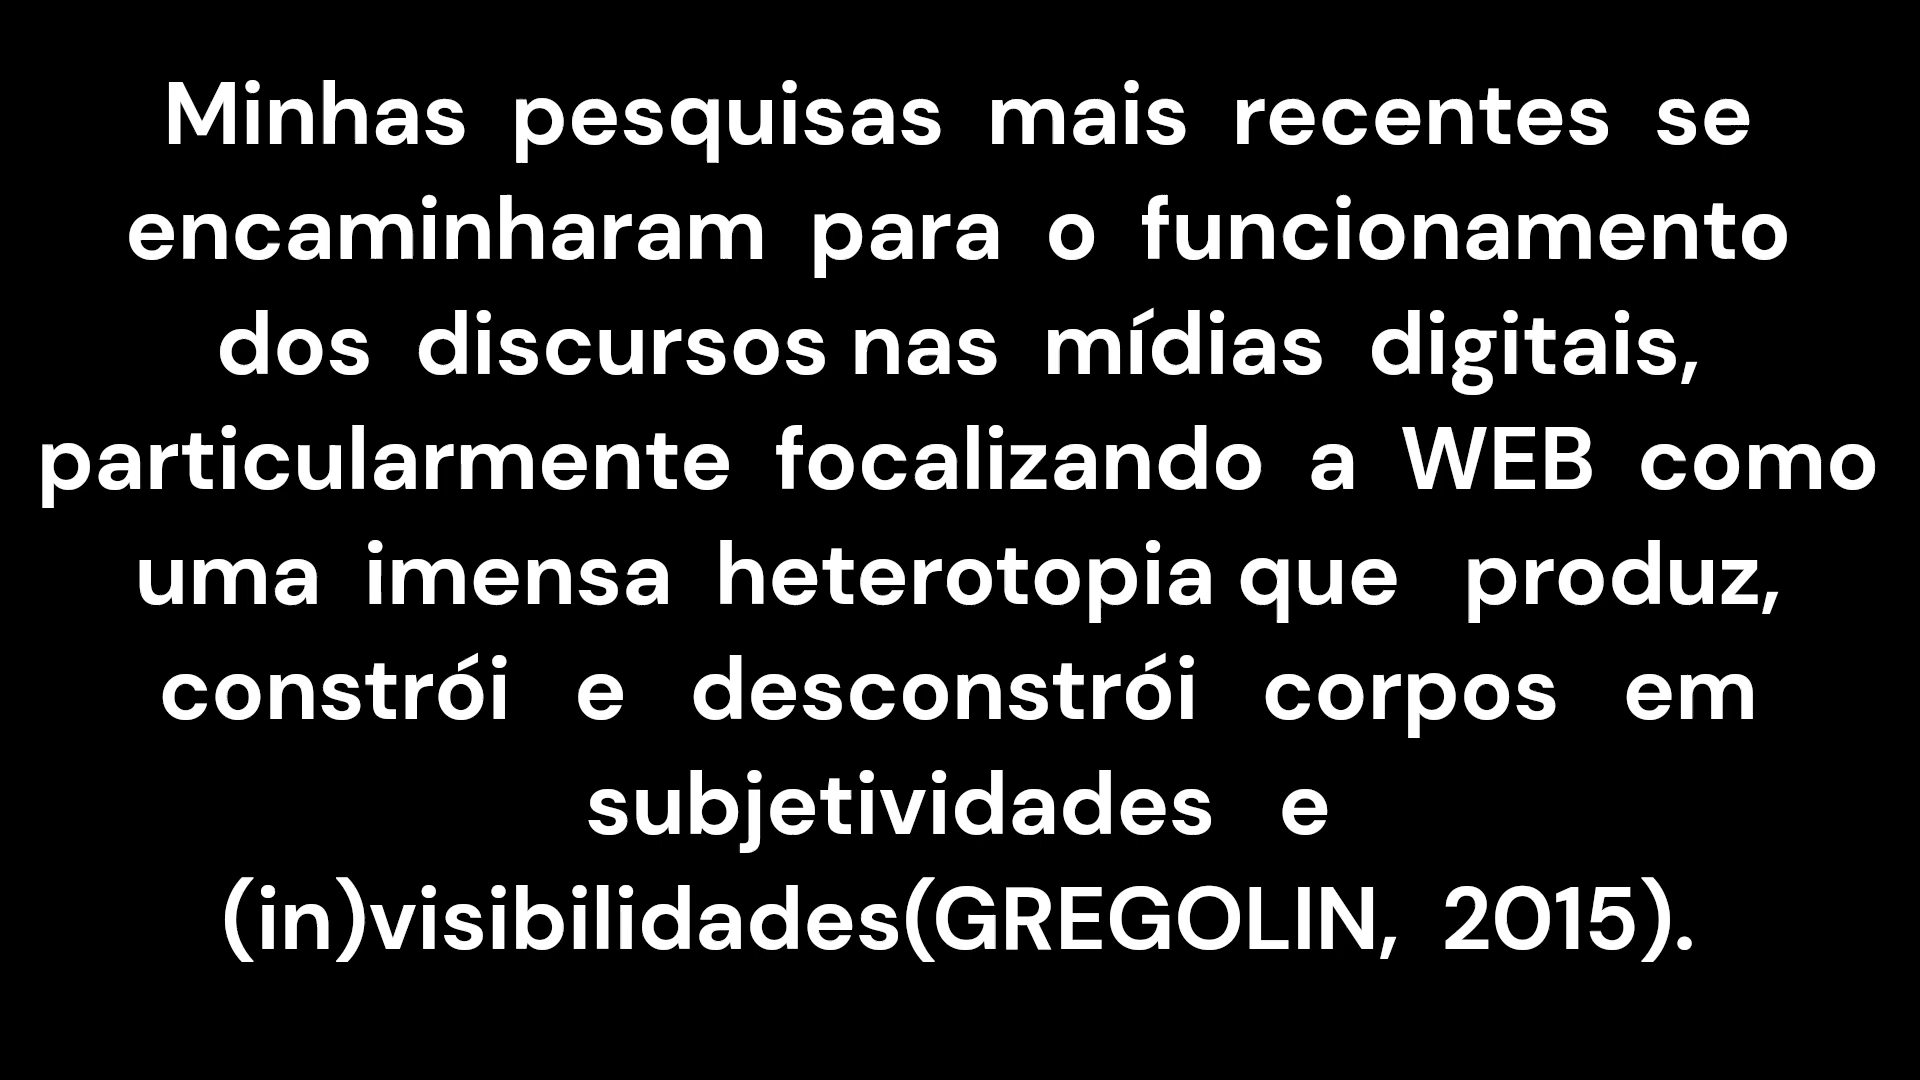 Minhas pesquisas mais recentes se
encaminharam para o funcionamento
dos discursos nas mídias digitais,
particularmente focalizando a WEB como
uma imensa heterotopia que produz,
constrói e desconstrói corpos em
subjetividades e
(in)visibilidades(GREGOLIN, 2015).